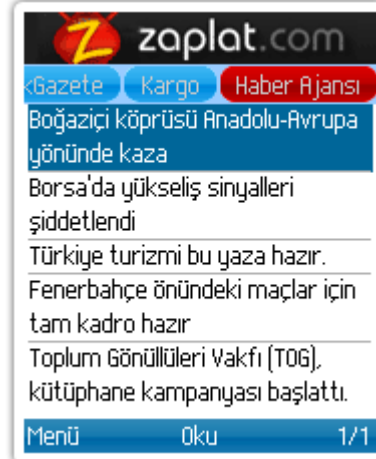 Z zaplat.com
<Gazete Kargo Haber Ajansı
Boğaziçi köprüsü Anadolu-Avrupa
yönünde kaza
Borsa'da yükseliş sinyalleri
şiddetlendi
Türkiye turizmi bu yaza hazır.
Fenerbahçe önündeki maçlar için
tam kadro hazır
Toplum Gönüllüleri Vakfı (TOG),
kütüphane kampanyası başlattı.
Menü Oku 1/1